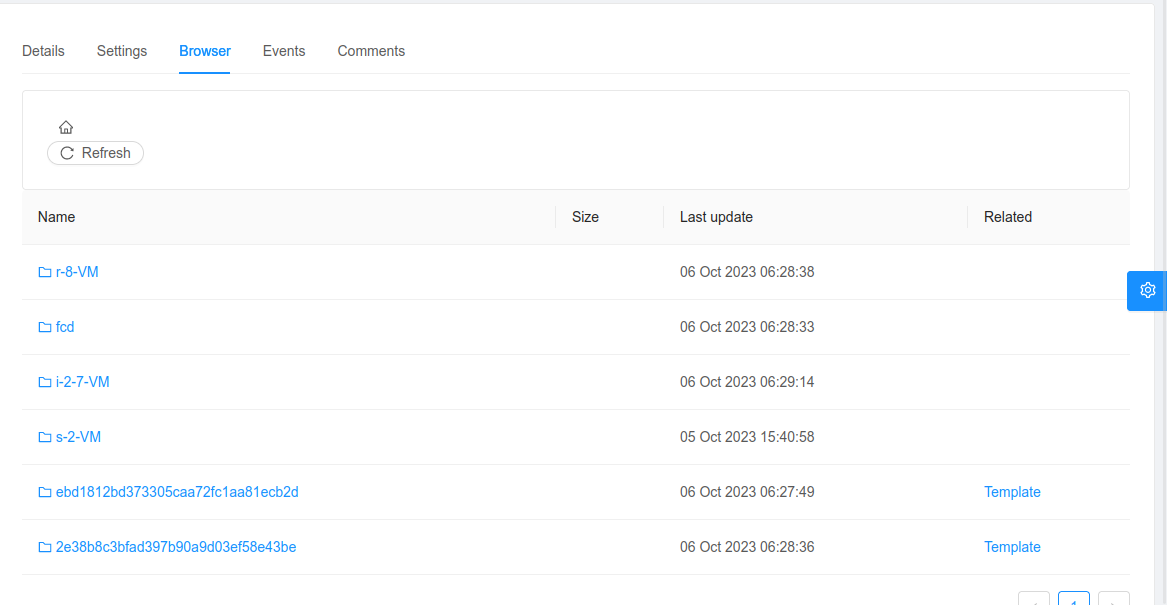 Details Settings Browser Events Comments
Refresh
Name Size Last update Related
r-8-VM 06 Oct 2023 06:28:38
fcd 06 Oct 2023 06:28:33
i-2-7-VM 06 Oct 2023 06:29:14
s-2-VM 05 Oct 2023 15:40:58
ebd1812bd373305caa72fc1aa81ecb2d 06 Oct 2023 06:27:49 Template
2e38b8c3bfad397b90a9d03ef58e43be 06 Oct 2023 06:28:36 Template
1